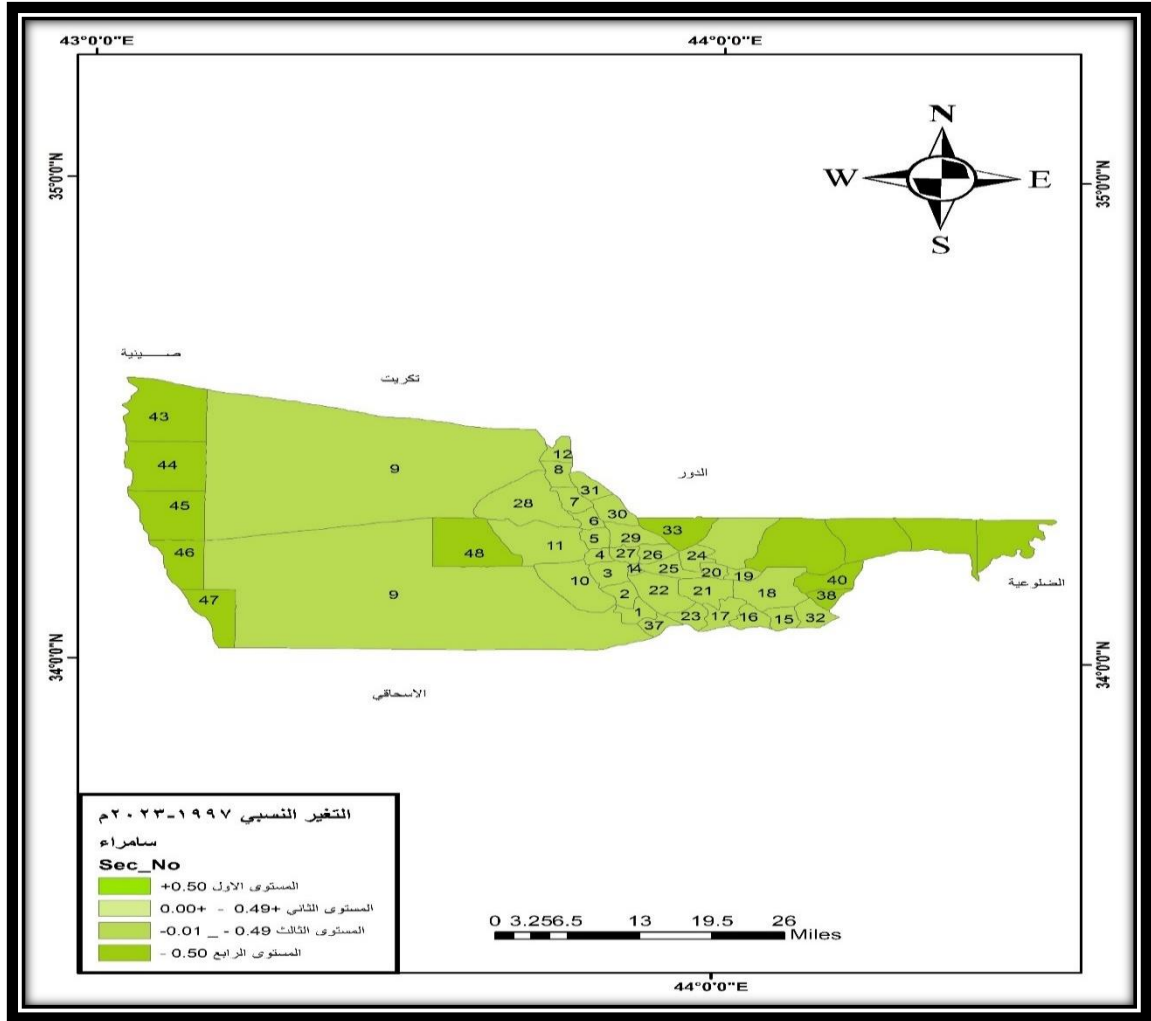 43°0'0"E 44°0'0"E
N
W E
S
35°0'0"N 35°0'0"N
صـــــينية
تكريت
43
12
الدور
9 8
44
31
28 7
45 30
6
33
5 29
46 48 11 4 27 26 24
14 25 20 19 40
10 3
الضلوعية
9 22 21 18 38
47 2
1 23 17 16 15 32
37
34°0'0"N 34°0'0"N
الاسحاقي
التغير النسبي ١٩٩٧-٢٠٢٣م
سامراء
Sec_No
المستوى الاول 0.50+
المستوى الثاني +0.49 - +0.00
المستوى الثالث 0.49 - _ 0.01-
المستوى الرابع 0.50 -
0 3.25 6.5 13 19.5 26
Miles
44°0'0"E